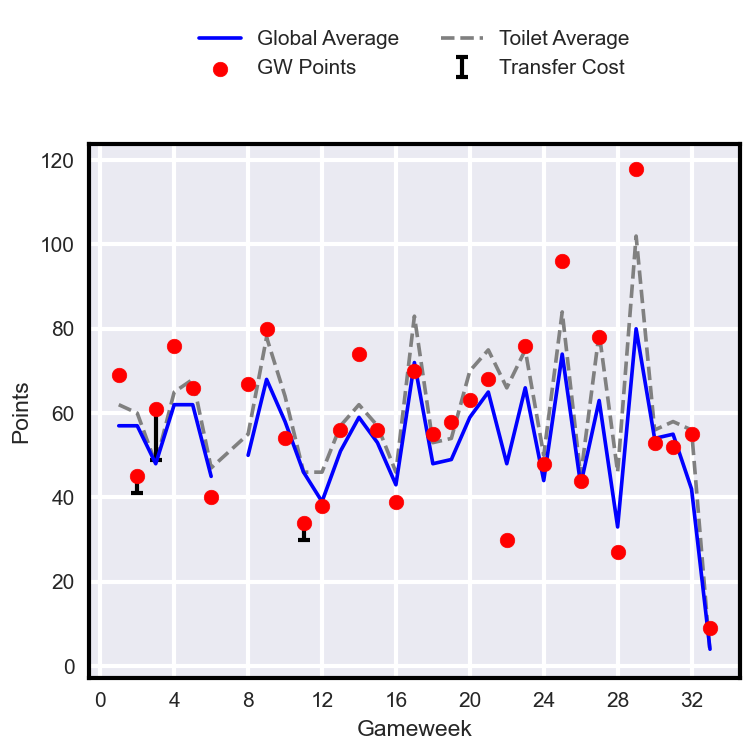 Global Average
Toilet Average
GW Points
Transfer Cost
120
100
80
60
40
20
0
Points
0 4 8 12 16 20 24 28 32
Gameweek